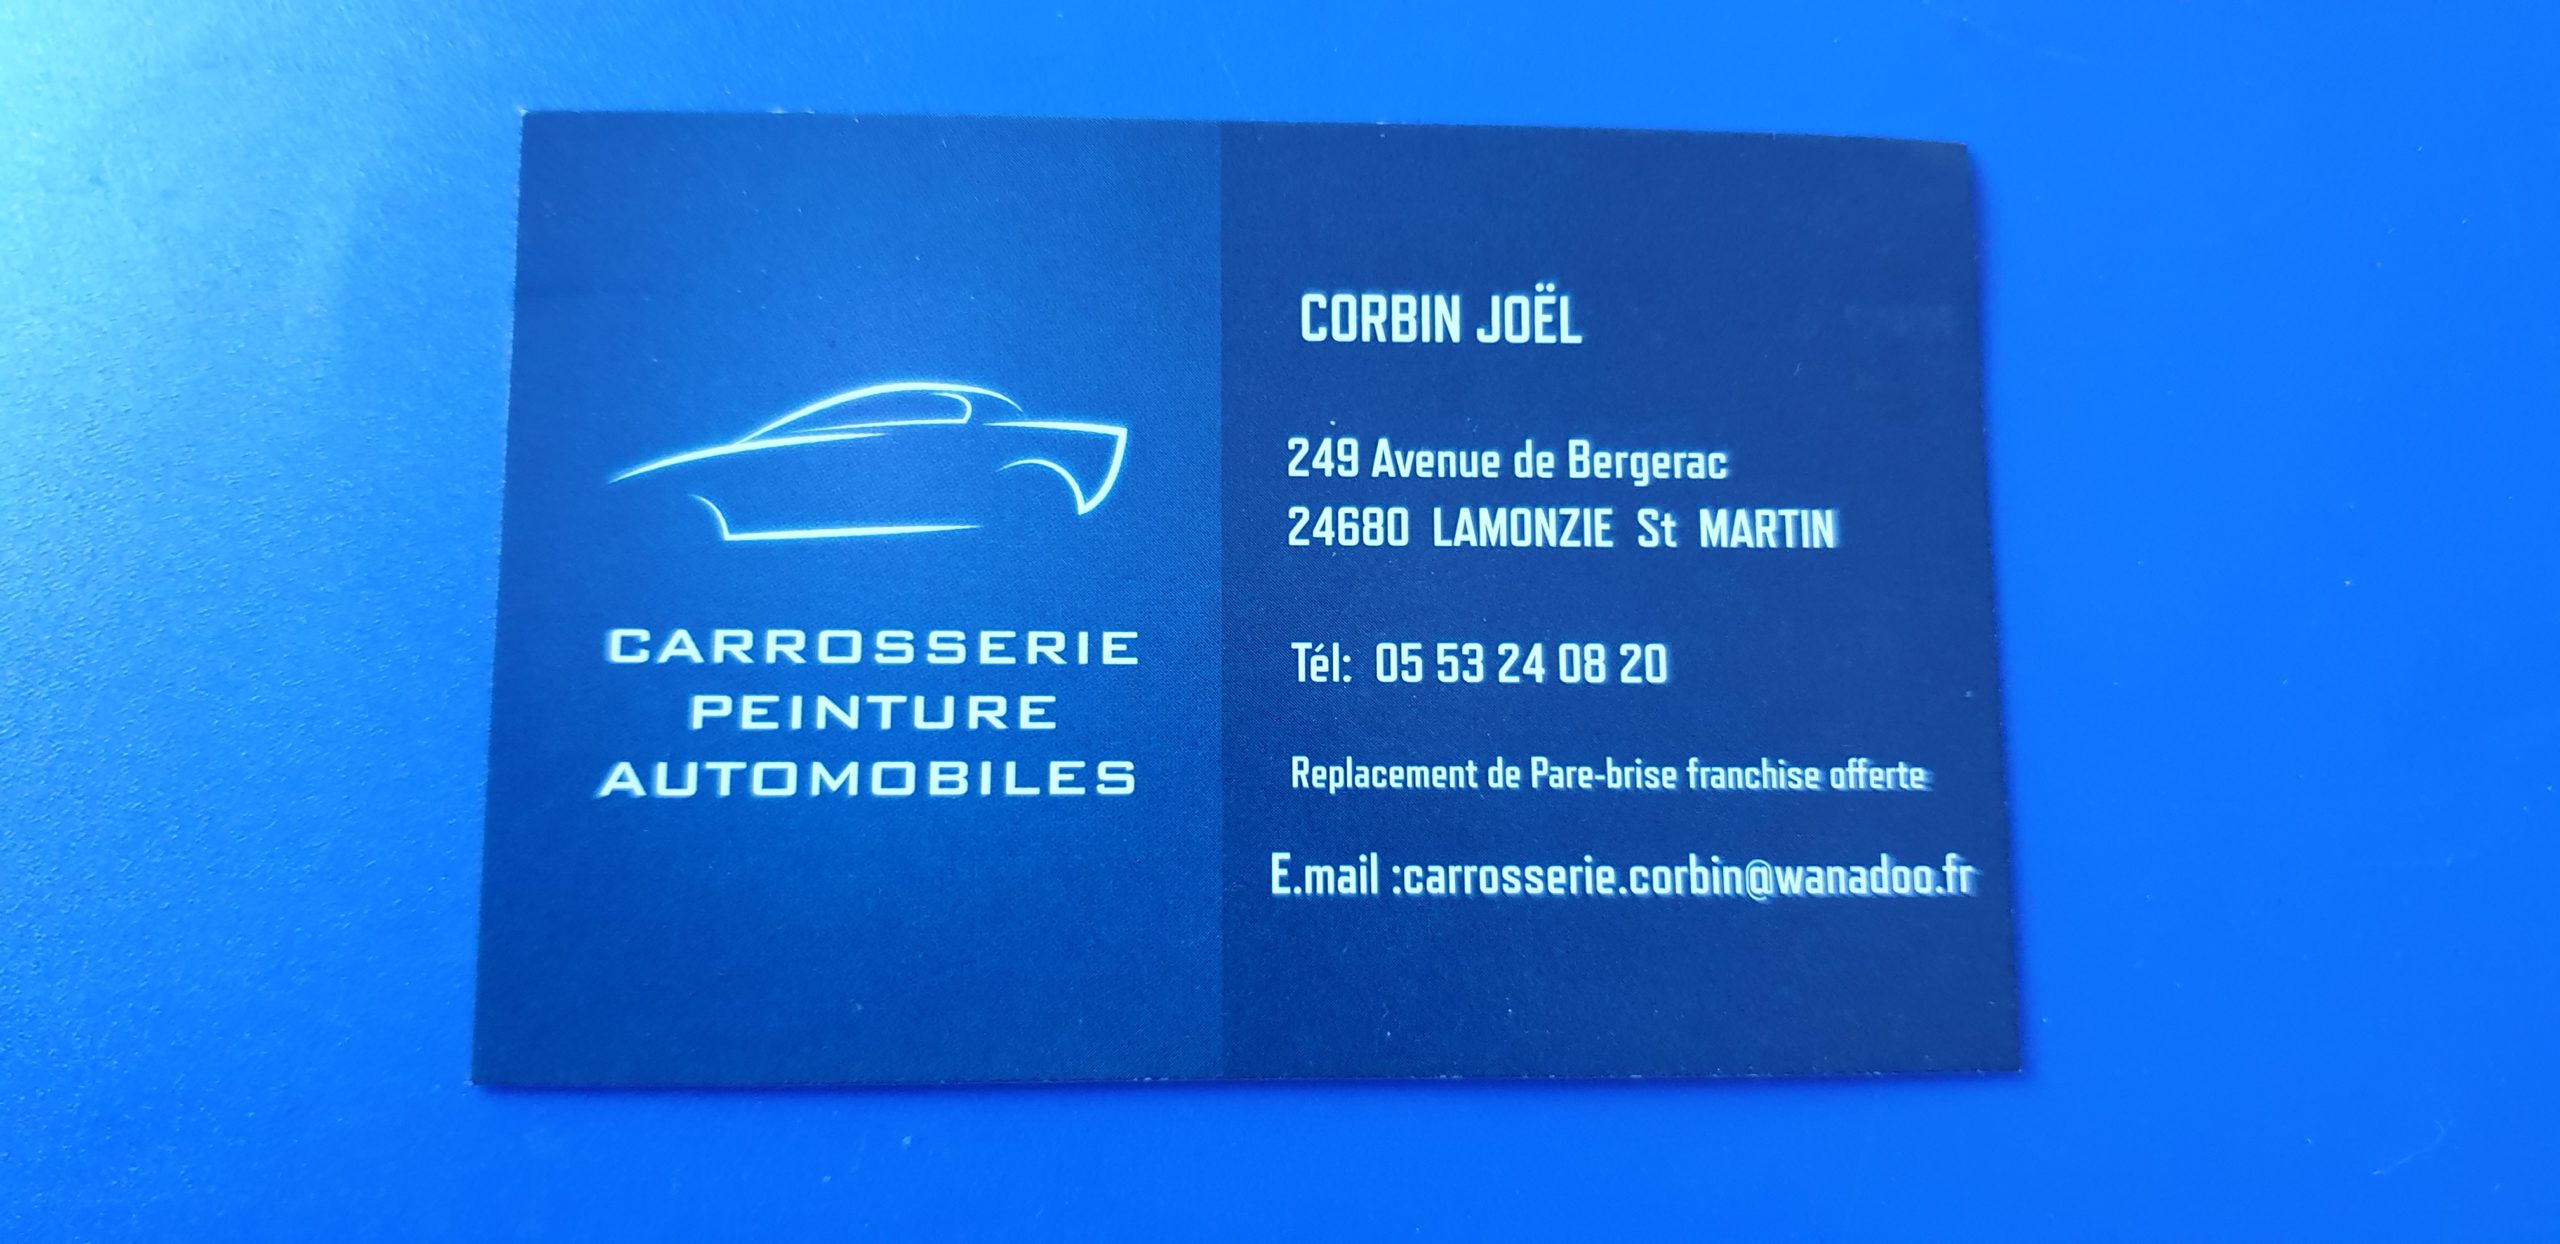 CARROSSERIE
PEINTURE
AUTOMOBILES
CORBIN JOËL
249 Avenue de Bergerac
24680 LAMONZIE St MARTIN
Tél: 05 53 24 08 20
Replacement de Pare-brise franchise offerte
E.mail :carrosserie.corbin@wanadoo.fr